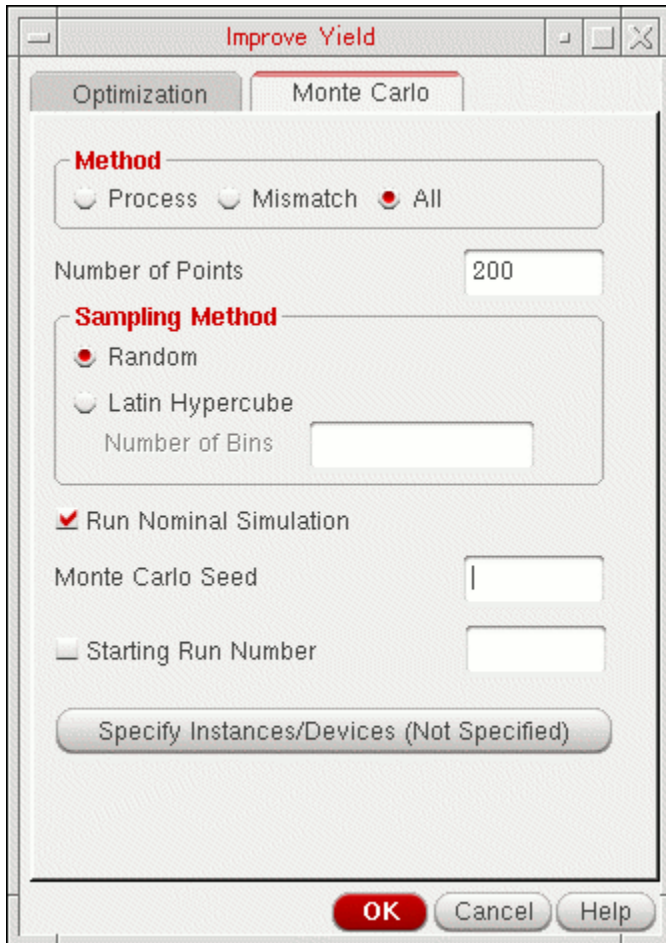 Improve Yield
Optimization Monte Carlo
Method
Process Mismatch All
Number of Points 200
Sampling Method
Random
Latin Hypercube
Number of Bins
Run Nominal Simulation
Monte Carlo Seed
Starting Run Number
Specify Instances/Devices (Not Specified)
OK Cancel Help